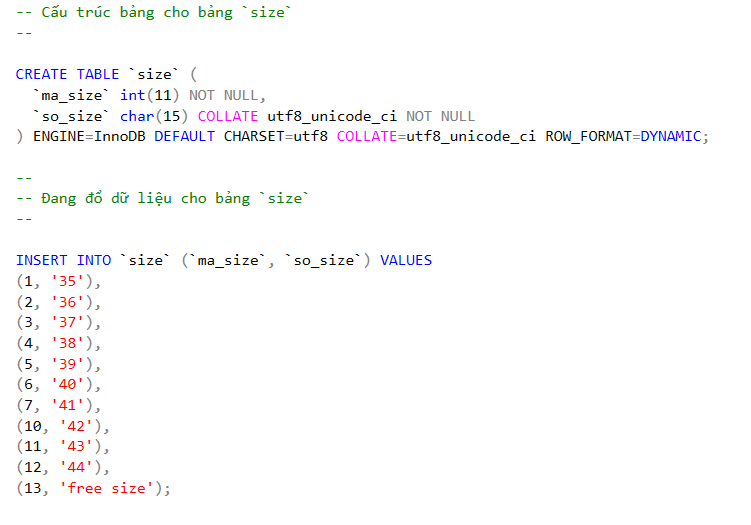 -- Cấu trúc bảng cho bảng `size`
--
CREATE TABLE `size` (
  `ma_size` int(11) NOT NULL,
  `so_size` char(15) COLLATE utf8_unicode_ci NOT NULL
) ENGINE=InnoDB DEFAULT CHARSET=utf8 COLLATE=utf8_unicode_ci ROW_FORMAT=DYNAMIC;
--
-- Đang đổ dữ liệu cho bảng `size`
--
INSERT INTO `size` (`ma_size`, `so_size`) VALUES
(1, '35'),
(2, '36'),
(3, '37'),
(4, '38'),
(5, '39'),
(6, '40'),
(7, '41'),
(10, '42'),
(11, '43'),
(12, '44'),
(13, 'free size');